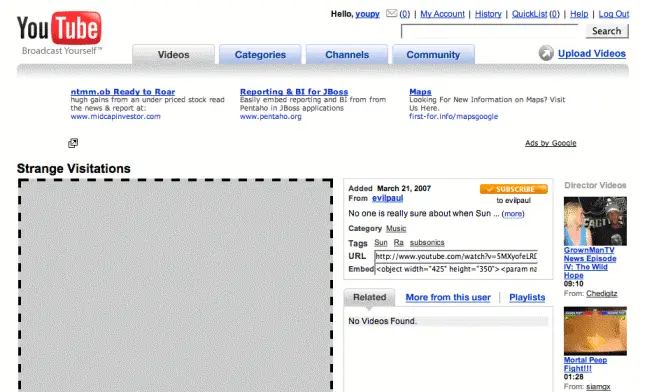 YouTube
Broadcast Yourself™
Hello, youpy (0) | My Account | History | QuickList (0) | Help | Log Out
Search
Videos Categories Channels Community
Upload Videos
ntmm.ob Ready to Roar
hugh gains from an under priced stock read
the news & report at:
www.midcapinvestor.com
Reporting & BI for JBoss
Easily embed reporting and BI from from
Pentaho in JBoss applications
www.pentaho.org
Maps
Looking For New Information on Maps? Visit
Us Here.
first-for.info/mapsgoogle
Ads by Google
Strange Visitations
Added March 21, 2007
From evilpaul
SUBSCRIBE
to evilpaul
No one is really sure about when Sun ... (more)
Category Music
Tags Sun Ra subsonics
URL http://www.youtube.com/watch?v=5MXyofeLRD
Embed <object width="425" height="350"><param na
Related More from this user | Playlists
No Videos Found.
Director Videos
GrownManTV
News Episode
IV: The Wild
Hope
09:10
From: Chedigitz
Mortal Peep
Fight!!!
01:26
From: siamgx